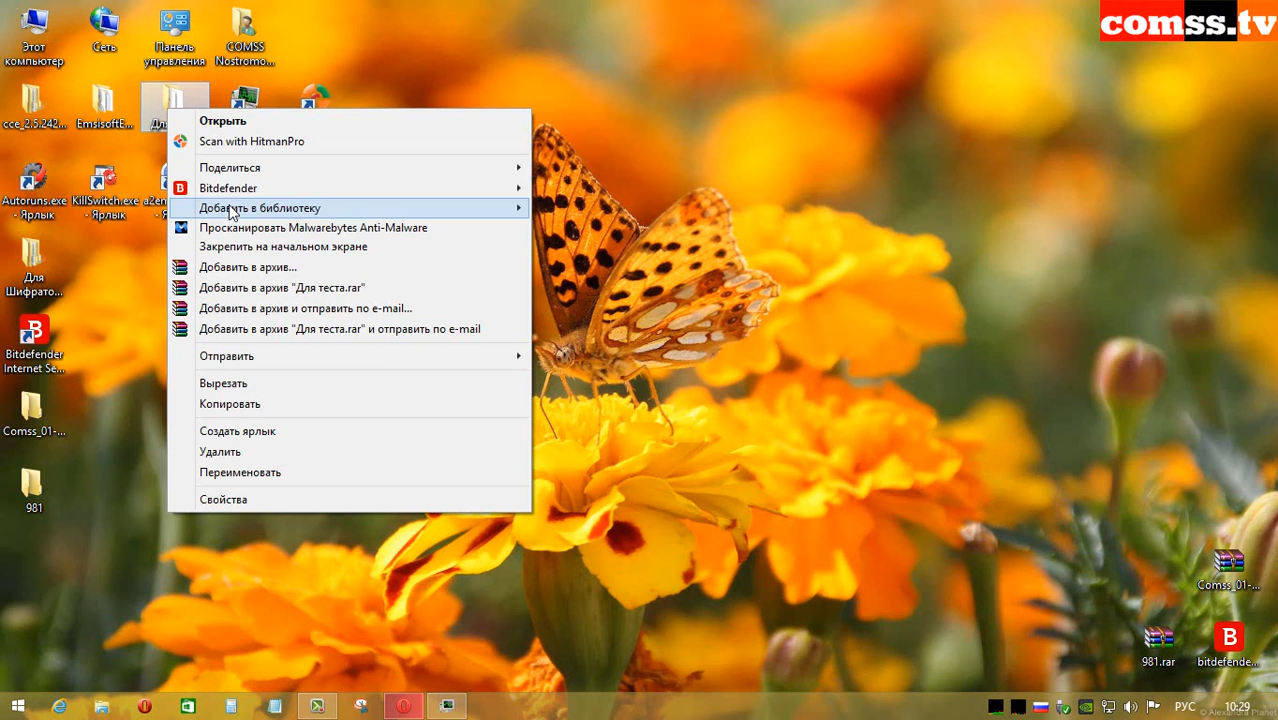 comss.tv
Этот
компьютер
Сеть
Панель
управления
COMSS
Nostromo...
cce_2.5.242...
EmsisoftE...
Autoruns.exe
- Ярлык
KillSwitch.exe
- Ярлык
Для
Шифрато...
Bitdefender
Internet Se...
Comss_01-...
981
Открыть
Scan with HitmanPro
Поделиться
Bitdefender
Добавить в библиотеку
Просканировать Malwarebytes Anti-Malware
Закрепить на начальном экране
Добавить в архив...
Добавить в архив "Для теста.rar"
Добавить в архив и отправить по e-mail...
Добавить в архив "Для теста.rar" и отправить по e-mail
Отправить
Вырезать
Копировать
Создать ярлык
Удалить
Переименовать
Свойства
Comss_01-...
981.rar
bitdefende...
РУС
10:29